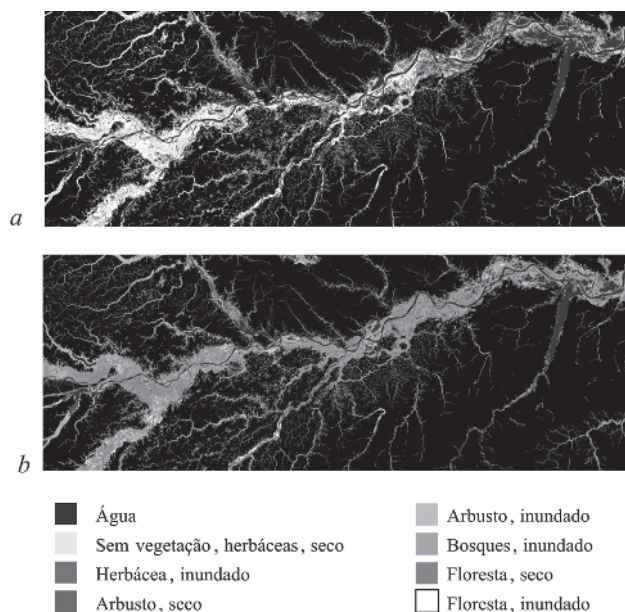 a
b
Água
Sem vegetação, herbáceas, seco
Herbácea, inundado
Arbusto, seco
Arbusto, inundado
Bosques, inundado
Floresta, seco
Floresta, inundado